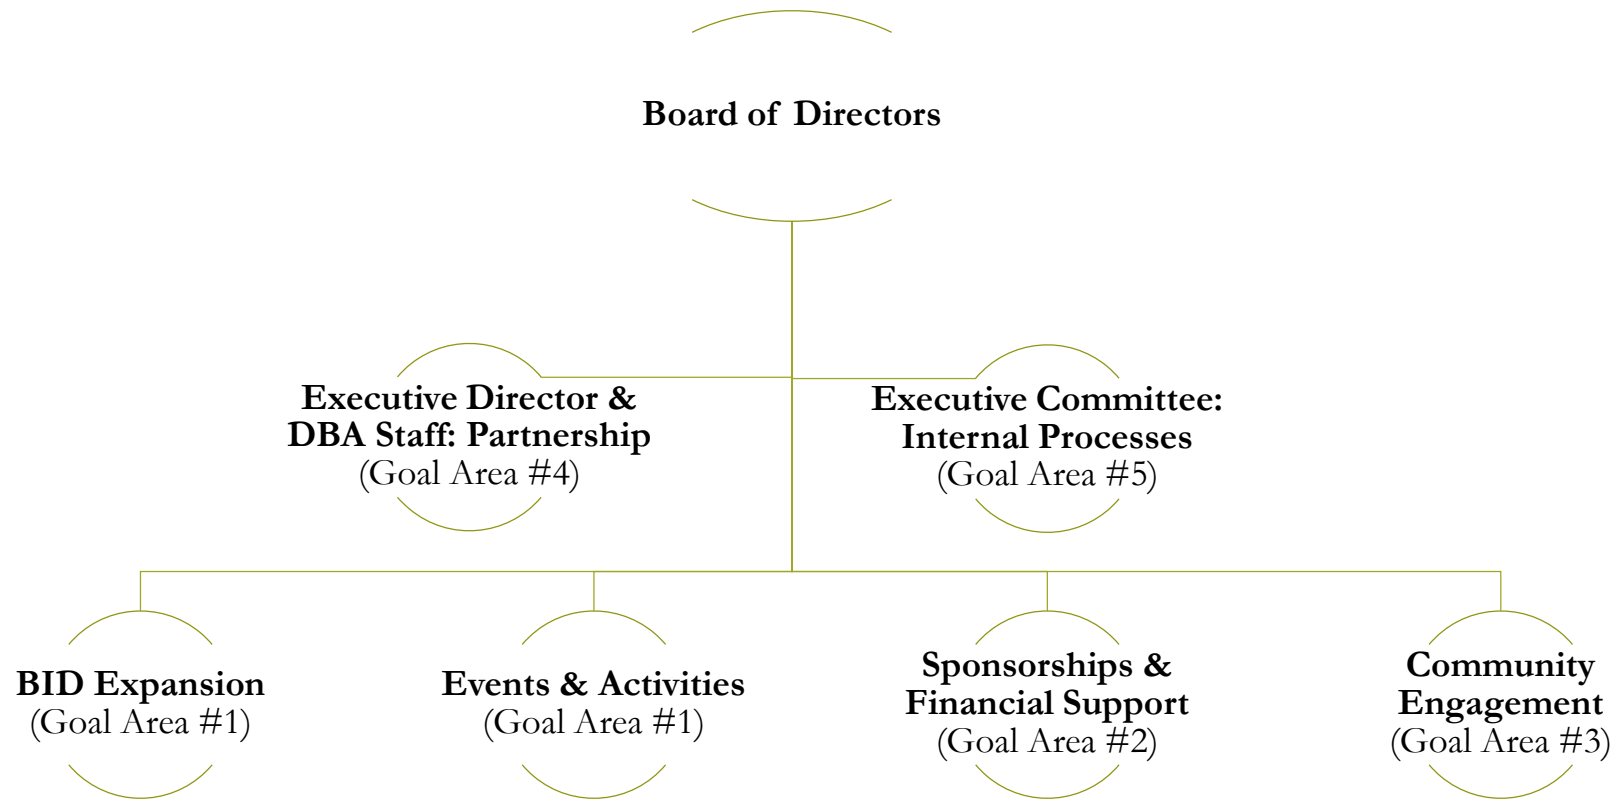 Board of Directors
Executive Director &
DBA Staff: Partnership
(Goal Area #4)
Executive Committee:
Internal Processes
(Goal Area #5)
BID Expansion
(Goal Area #1)
Events & Activities
(Goal Area #1)
Sponsorships &
Financial Support
(Goal Area #2)
Community
Engagement
(Goal Area #3)